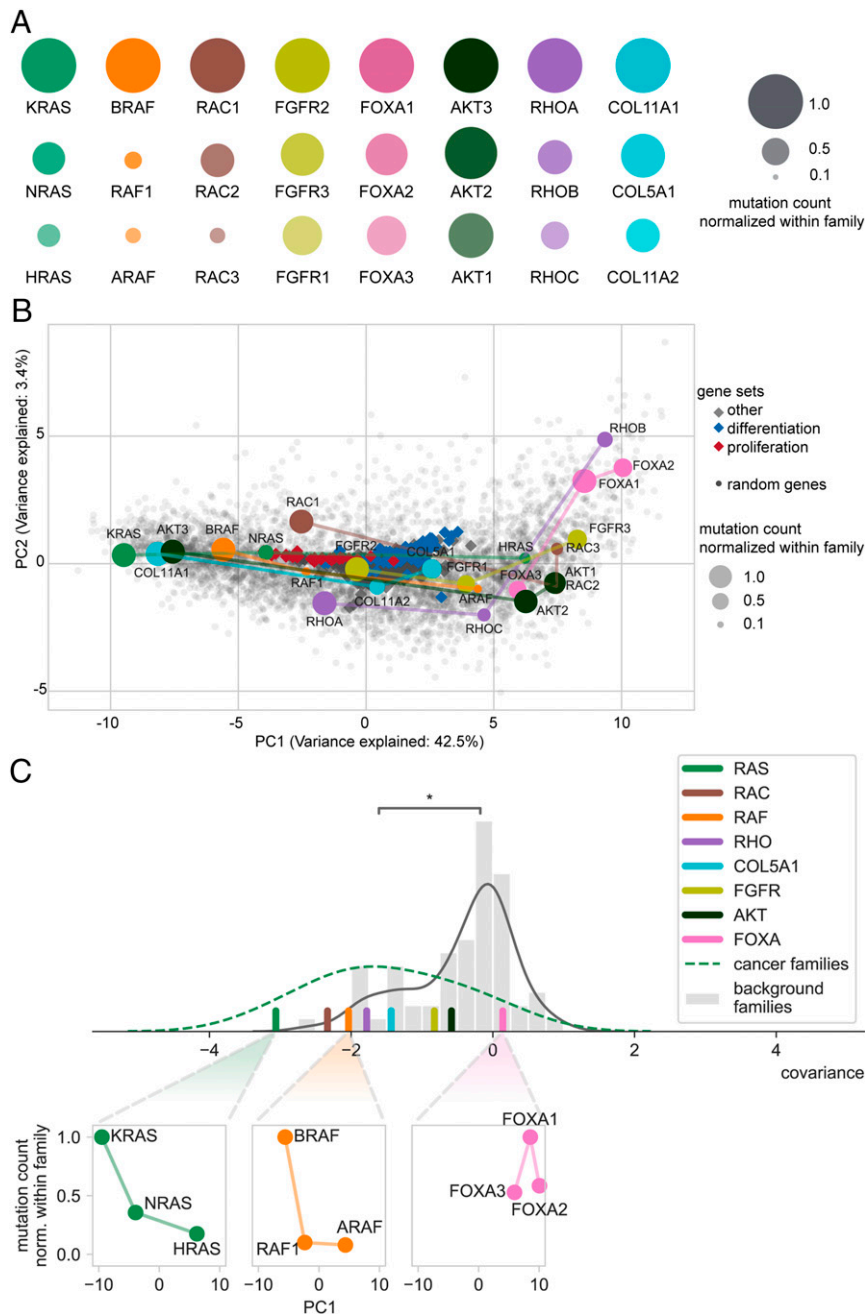 A
KRAS BRAF RAC1 FGFR2 FOXA1 AKT3 RHOA COL11A1
NRAS RAF1 RAC2 FGFR3 FOXA2 AKT2 RHOB COL5A1
HRAS ARAF RAC3 FGFR1 FOXA3 AKT1 RHOC COL11A2
1.0
0.5
0.1
mutation count
normalized within family
B
PC2 (Variance explained: 3.4%)
5
0
-5
-10 -5 0 5 10
PC1 (Variance explained: 42.5%)
RHOB
FOXA2
FOXA1
RAC1
FGFR3
KRAS
AKT3
BRAF
NRAS
FGFR2
COL5A1
HRAS
RAC3
COL11A1
RAF1
FGFR1
FOXA3
AKT1
COL11A2
ARAF
RAC2
RHOA
RHOC
AKT2
gene sets
other
differentiation
proliferation
random genes
mutation count
normalized within family
1.0
0.5
0.1
C
*
RAS
RAC
RAF
RHO
COL5A1
FGFR
AKT
FOXA
cancer families
background
families
−4 −2 0 2 4
covariance
mutation count
norm. within family
1.0
0.5
0.0
KRAS
NRAS
HRAS
−10 0 10
BRAF
RAF1
ARAF
−10 0 10
FOXA1
FOXA3
FOXA2
−10 0 10
PC1